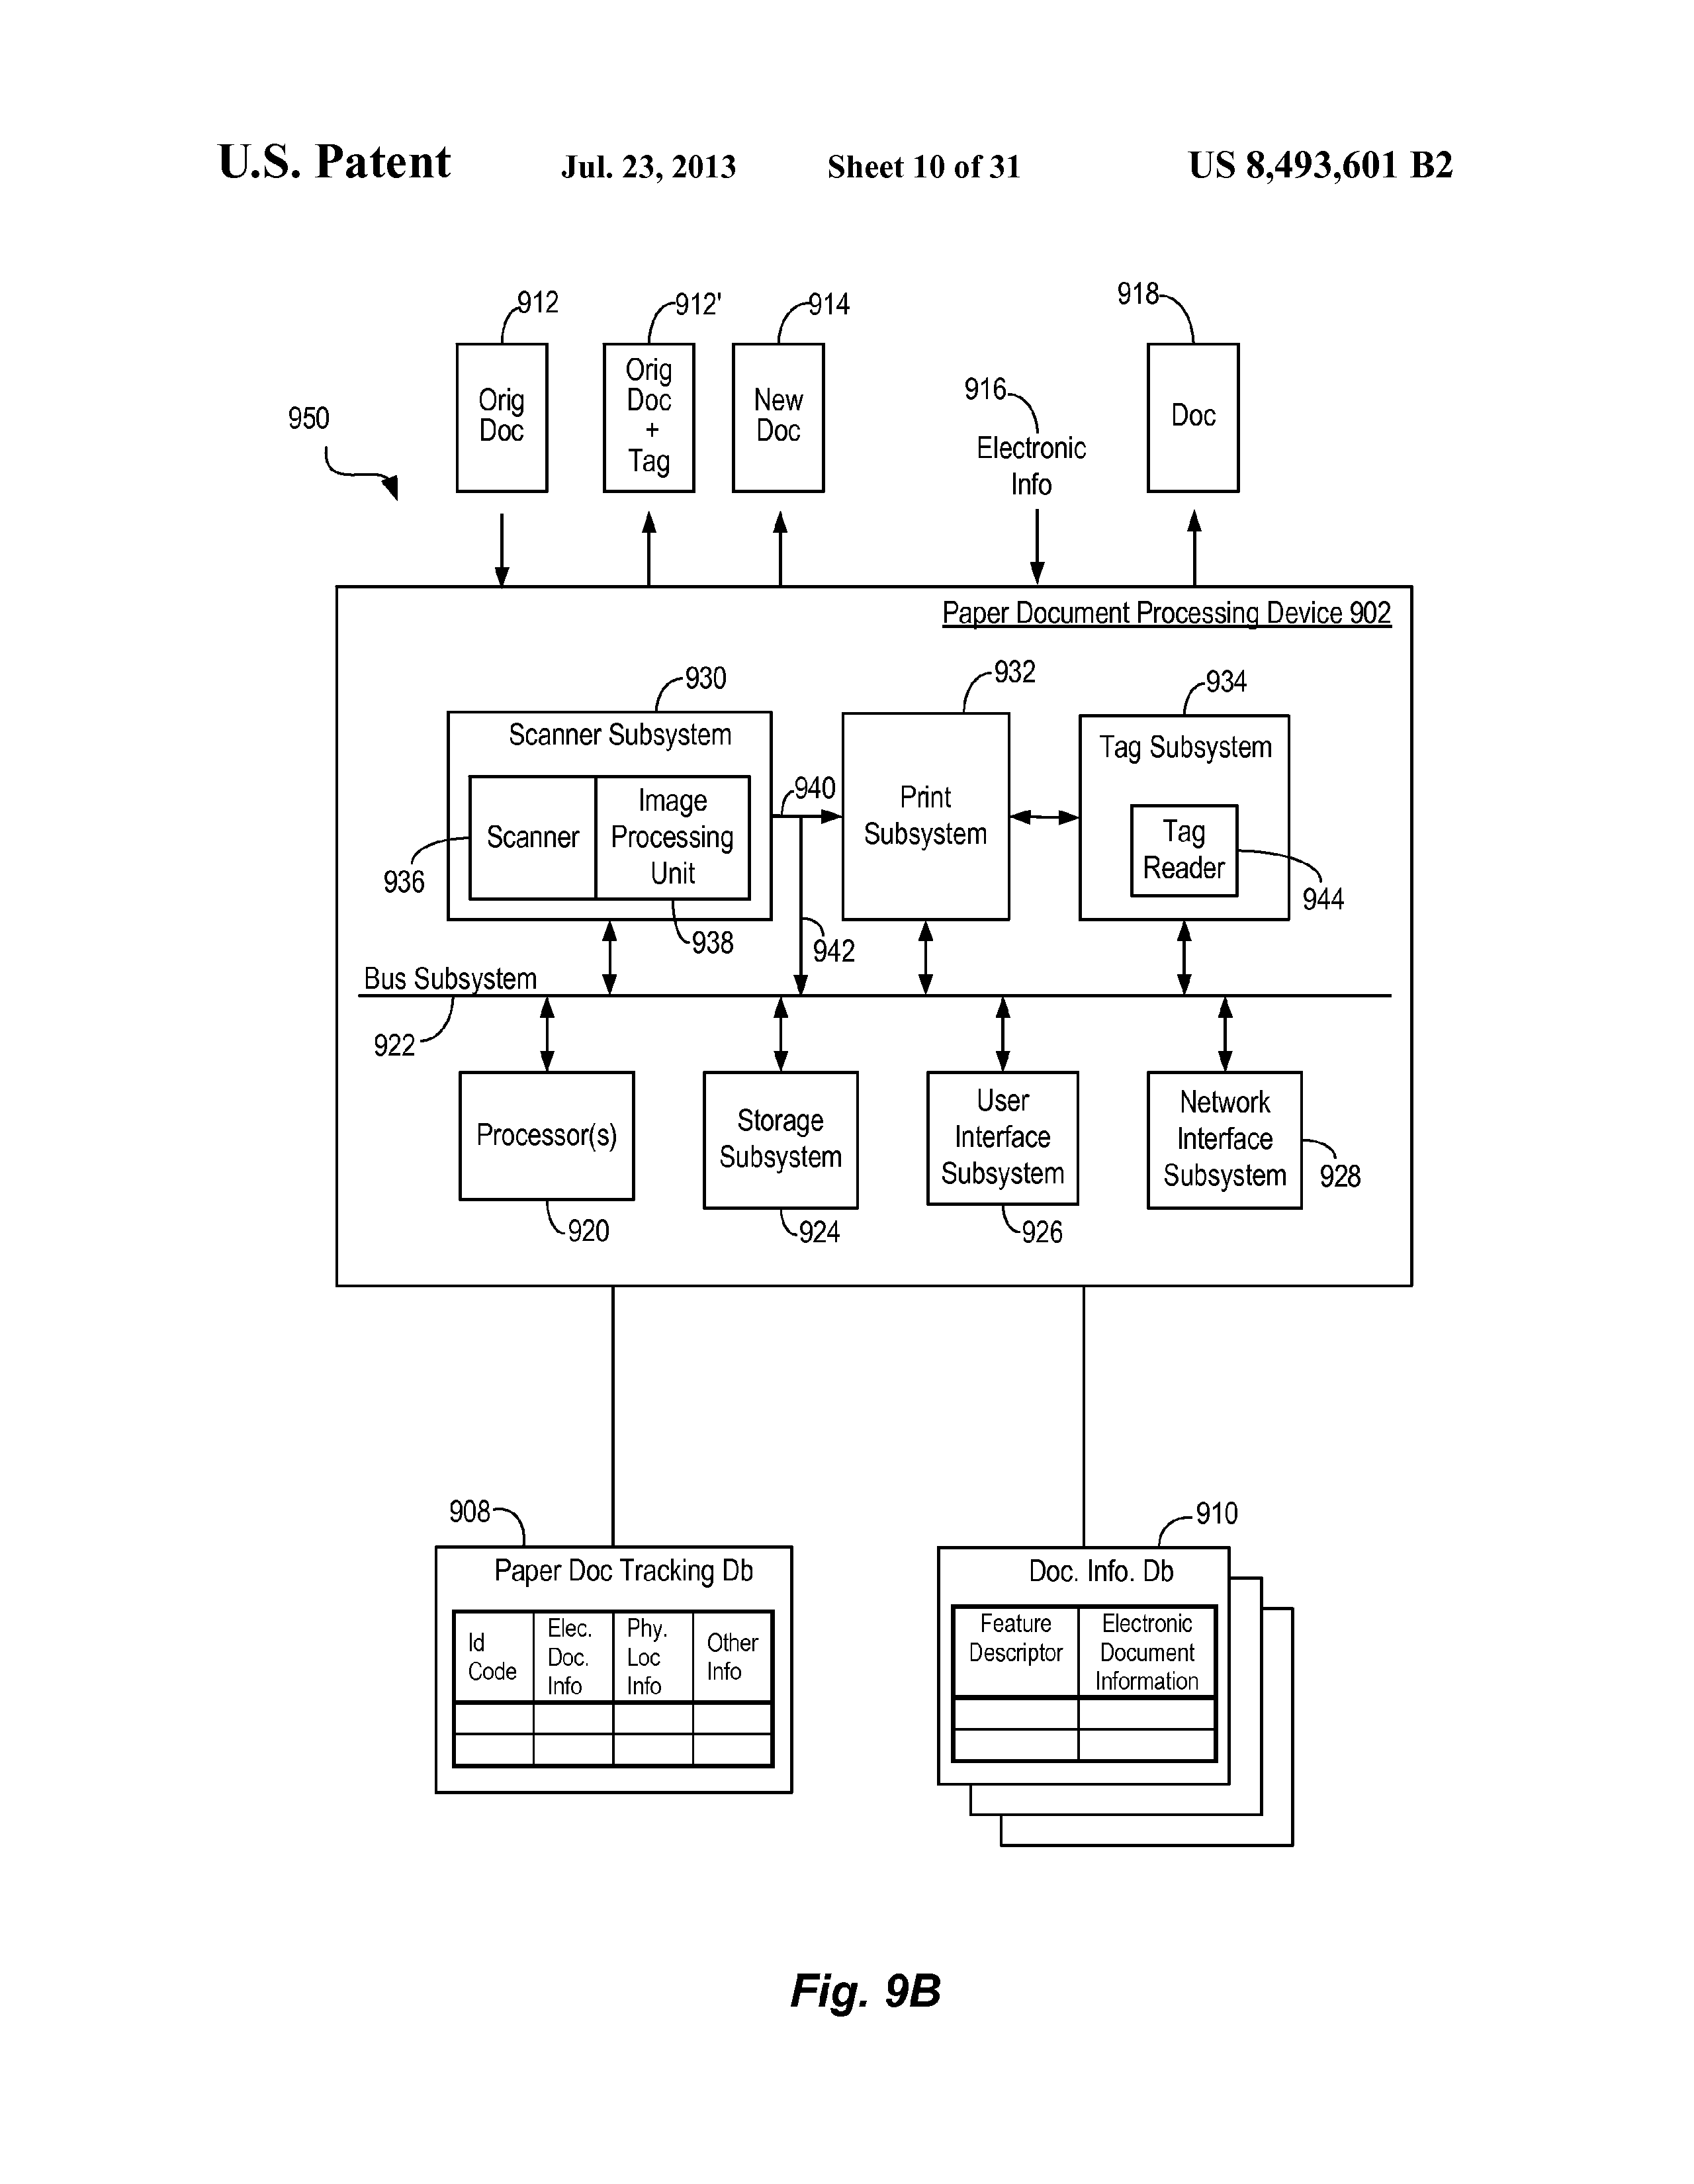 U.S. Patent Jul. 23, 2013 Sheet 10 of 31 US 8,493,601 B2
912
912'
914
918
916
950
Orig
Doc
Orig
Doc
+
Tag
New
Doc
Electronic
Info
Doc
Paper Document Processing Device 902
930
932
934
Scanner Subsystem
Scanner
Image
Processing
Unit
936
938
940
942
Print
Subsystem
Tag Subsystem
Tag
Reader
944
Bus Subsystem
922
Processor(s)
920
Storage
Subsystem
924
User
Interface
Subsystem
926
Network
Interface
Subsystem
928
908
Paper Doc Tracking Db
Id
Code
Elec.
Doc.
Info
Phy.
Loc
Info
Other
Info
910
Doc. Info. Db
Feature
Descriptor
Electronic
Document
Information
Fig. 9B